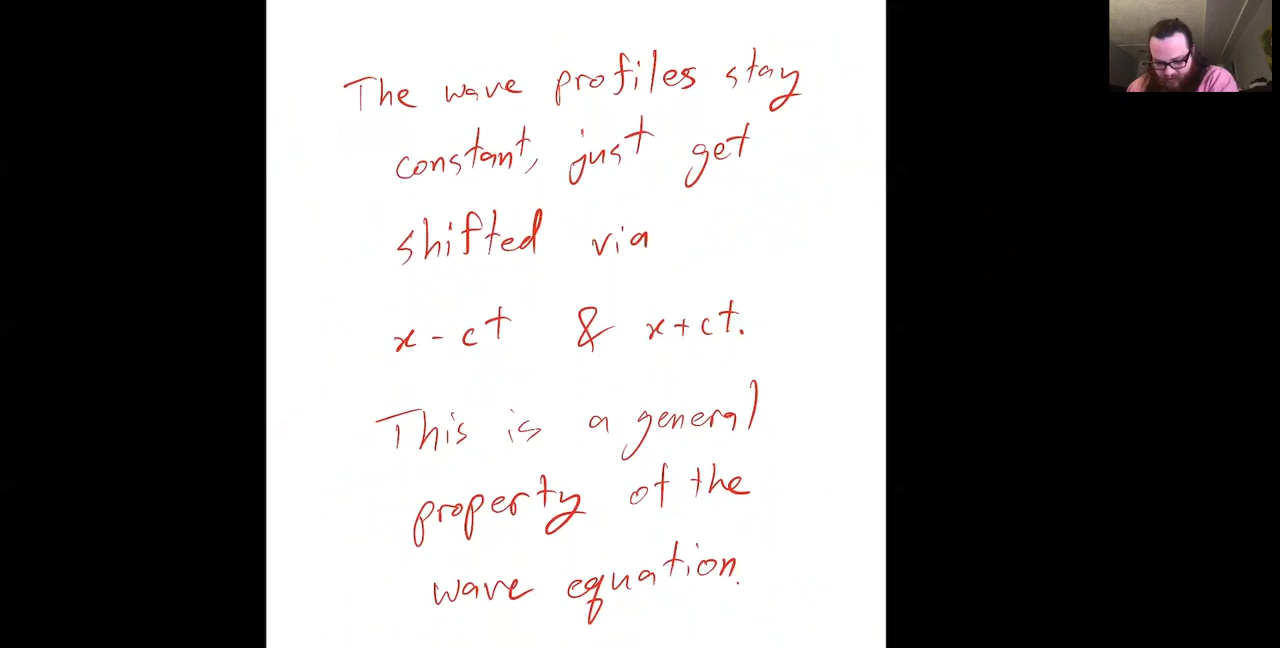 The wave profiles stay
constant, just get
shifted via
x - ct & x + ct.
This is a general
property of the
wave equation.